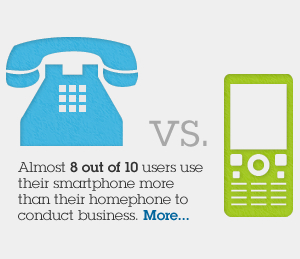 vs.
Almost 8 out of 10 users use
their smartphone more
than their homephone to
conduct business. More...